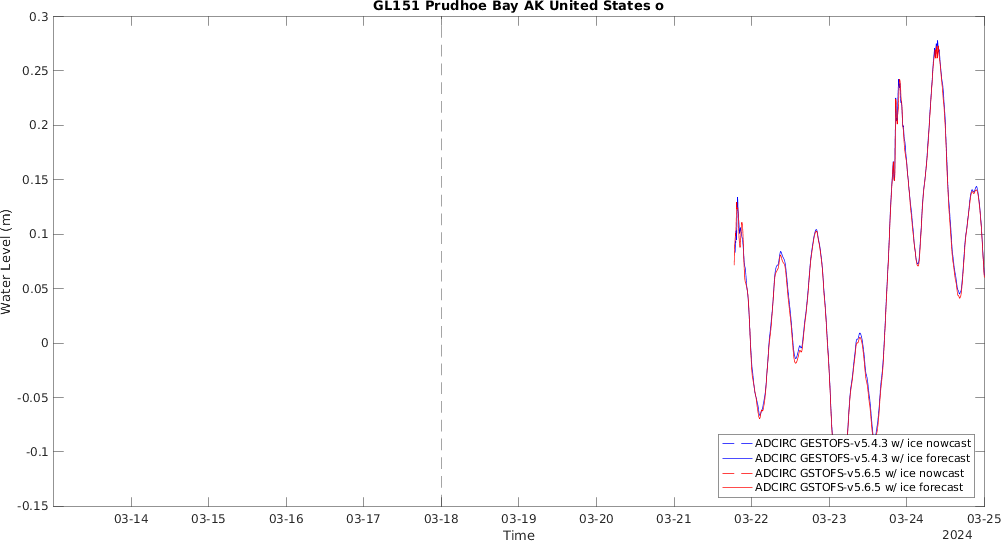 GL151 Prudhoe Bay AK United States o
Water Level (m)
0.3
0.25
0.2
0.15
0.1
0.05
0
-0.05
-0.1
-0.15
ADCIRC GESTOFS-v5.4.3 w/ ice nowcast
ADCIRC GESTOFS-v5.4.3 w/ ice forecast
ADCIRC GSTOFS-v5.6.5 w/ ice nowcast
ADCIRC GSTOFS-v5.6.5 w/ ice forecast
03-14 03-15 03-16 03-17 03-18 03-19 03-20 03-21 03-22 03-23 03-24 03-25
Time
2024